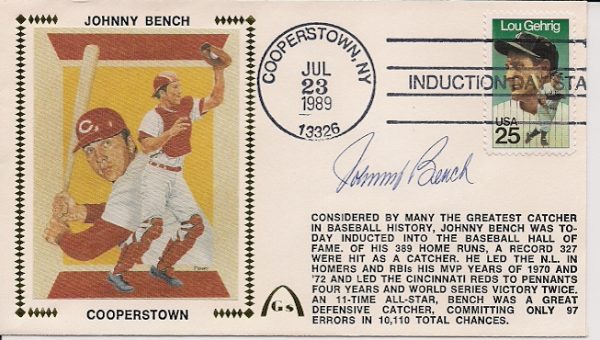 JOHNNY BENCH
COOPERSTOWN
COOPERSTOWN, NY
JUL
23
1989
13326
INDUCTION DAY STA
Lou Gehrig
USA
25
Johnny Bench
CONSIDERED BY MANY THE GREATEST CATCHER
IN BASEBALL HISTORY, JOHNNY BENCH WAS TO-
DAY INDUCTED INTO THE BASEBALL HALL OF
FAME. OF HIS 389 HOME RUNS, A RECORD 327
WERE HIT AS A CATCHER. HE LED THE N.L. IN
HOMERS AND RBIs HIS MVP YEARS OF 1970 AND
'72 AND LED THE CINCINNATI REDS TO PENNANTS
FOUR YEARS AND WORLD SERIES VICTORY TWICE.
AN 11-TIME ALL-STAR, BENCH WAS A GREAT
DEFENSIVE CATCHER, COMMITTING ONLY 97
ERRORS IN 10,110 TOTAL CHANCES.
Gs
C